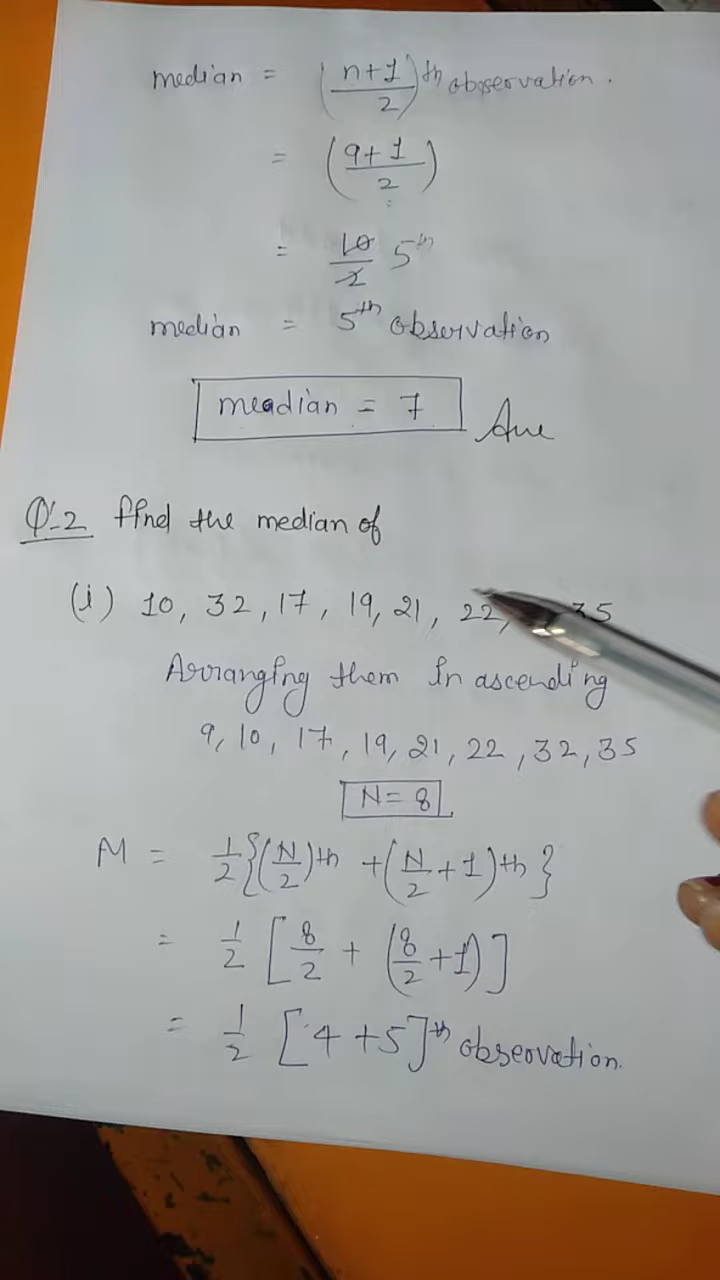 median = (n+1/2)th observation.
= (9+1/2)
= 10/2 5th
median = 5th observation
meadian = 7 Ans
Q-2 find the median of
(i) 10, 32, 17, 19, 21, 22, 35
Arranging them in ascending
9, 10, 17, 19, 21, 22, 32, 35
N=8
M = 1/2{(N/2)th + (N/2+1)th}
= 1/2[8/2 + (8/2+1)]
= 1/2[4+5]th observation.